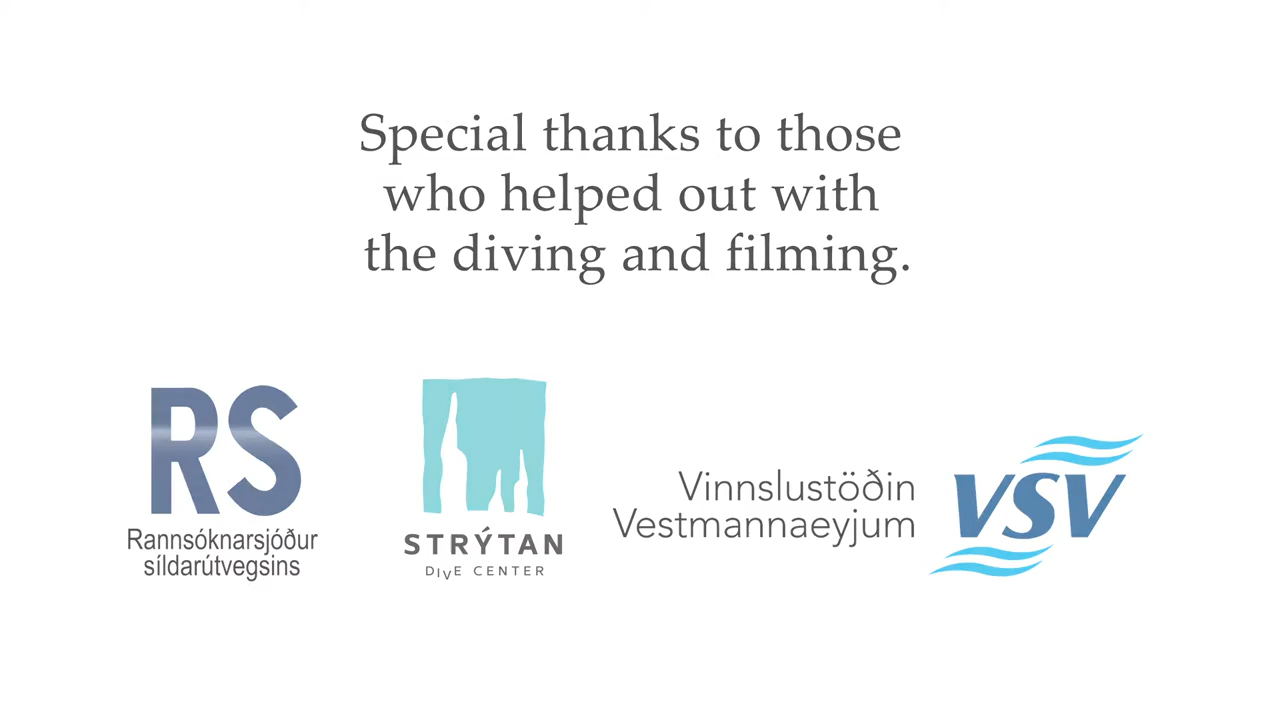 Special thanks to those
who helped out with
the diving and filming.
RS
Rannsóknarsjóður
síldarútvegsins
STRÝTAN
DIVE CENTER
Vinnslustöðin
Vestmannaeyjum
VSV